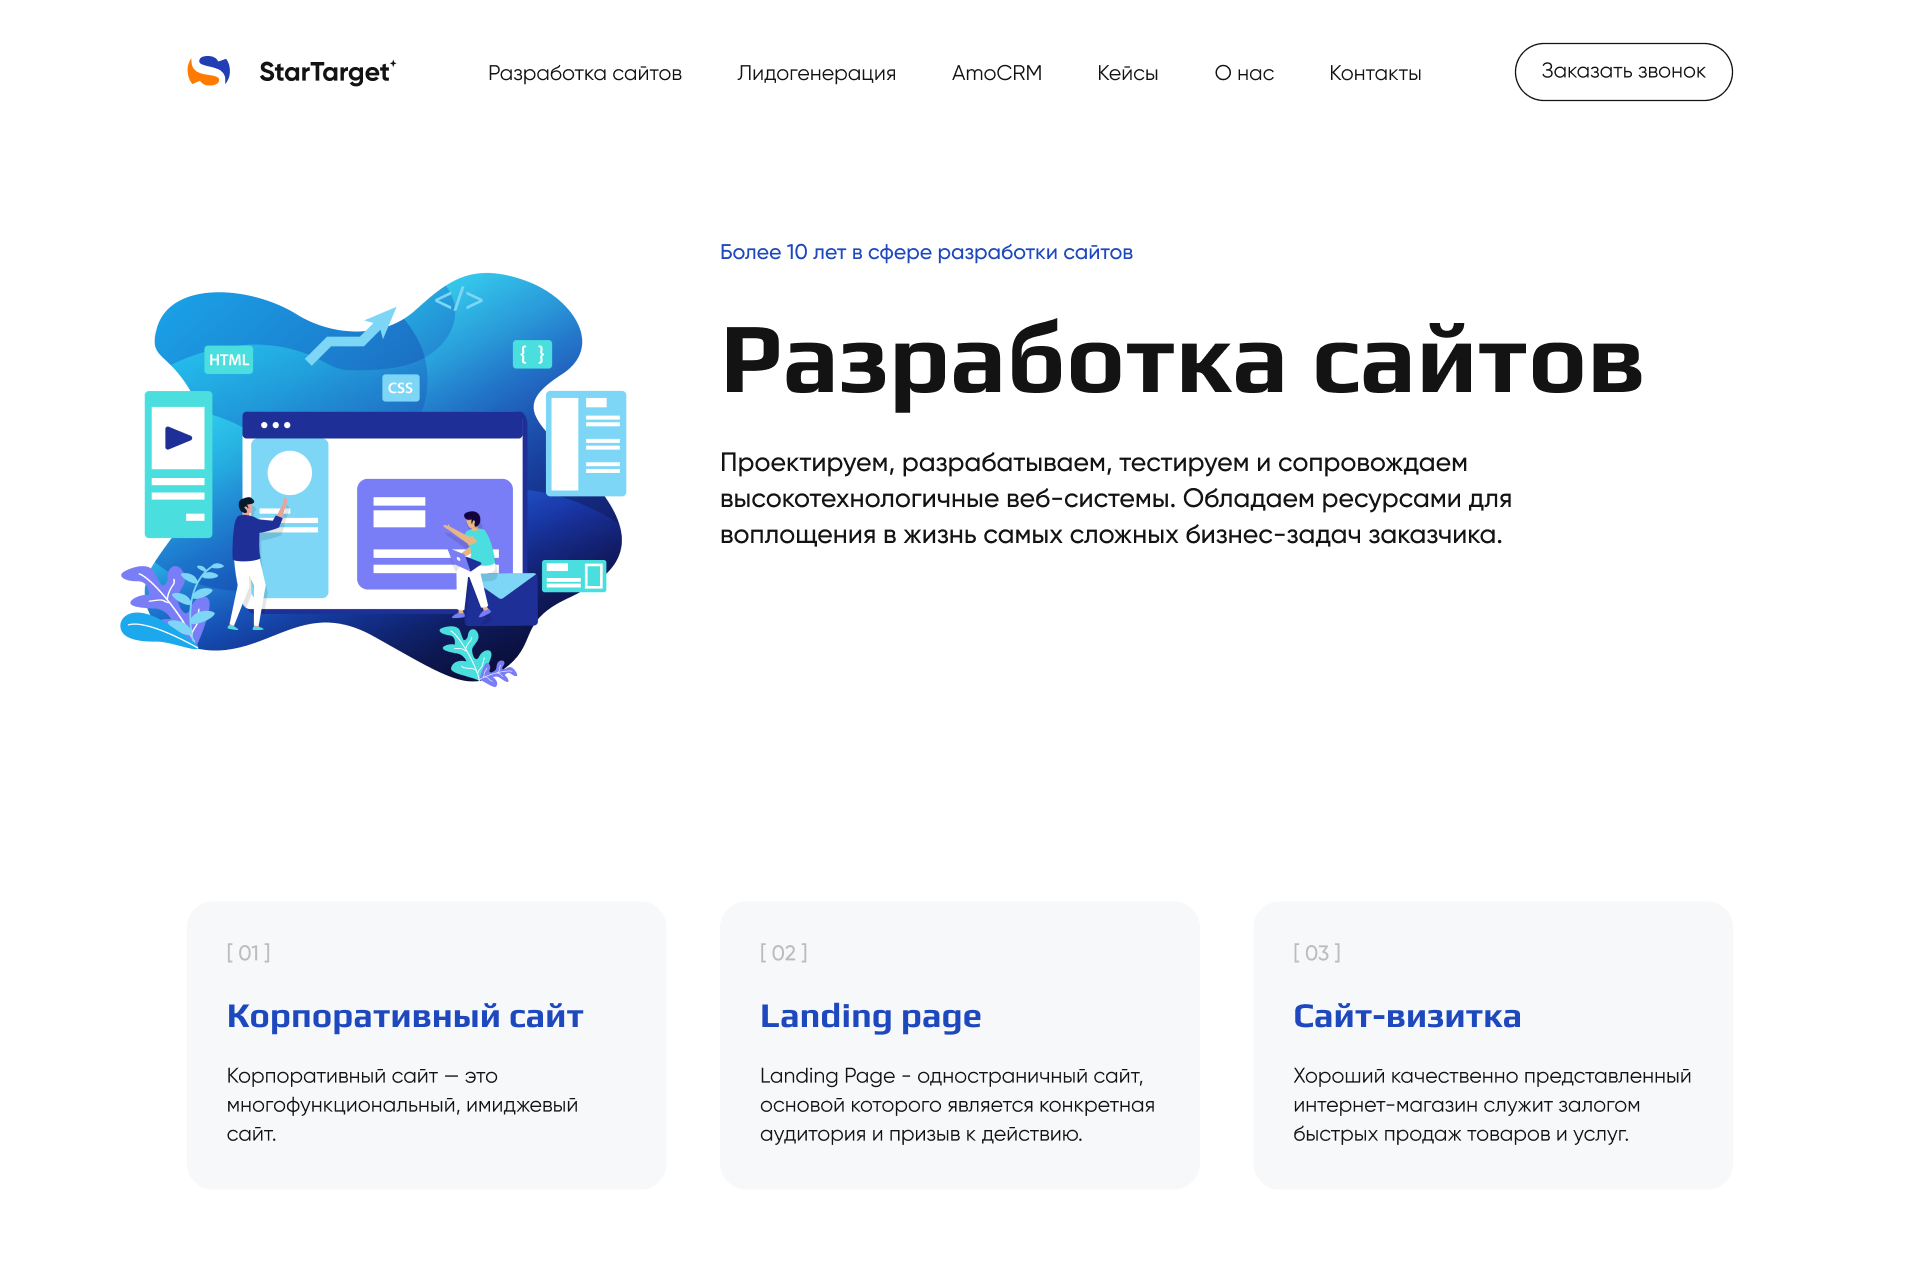 StarTarget
Разработка сайтов
Лидогенерация
AmoCRM
Кейсы
О нас
Контакты
Заказать звонок
Более 10 лет в сфере разработки сайтов
Разработка сайтов
Проектируем, разрабатываем, тестируем и сопровождаем
высокотехнологичные веб-системы. Обладаем ресурсами для
воплощения в жизнь самых сложных бизнес-задач заказчика.
</>
HTML
{ }
CSS
[ 01 ]
Корпоративный сайт
Корпоративный сайт — это
многофункциональный, имиджевый
сайт.
[ 02 ]
Landing page
Landing Page - одностраничный сайт,
основой которого является конкретная
аудитория и призыв к действию.
[ 03 ]
Сайт-визитка
Хороший качественно представленный
интернет-магазин служит залогом
быстрых продаж товаров и услуг.